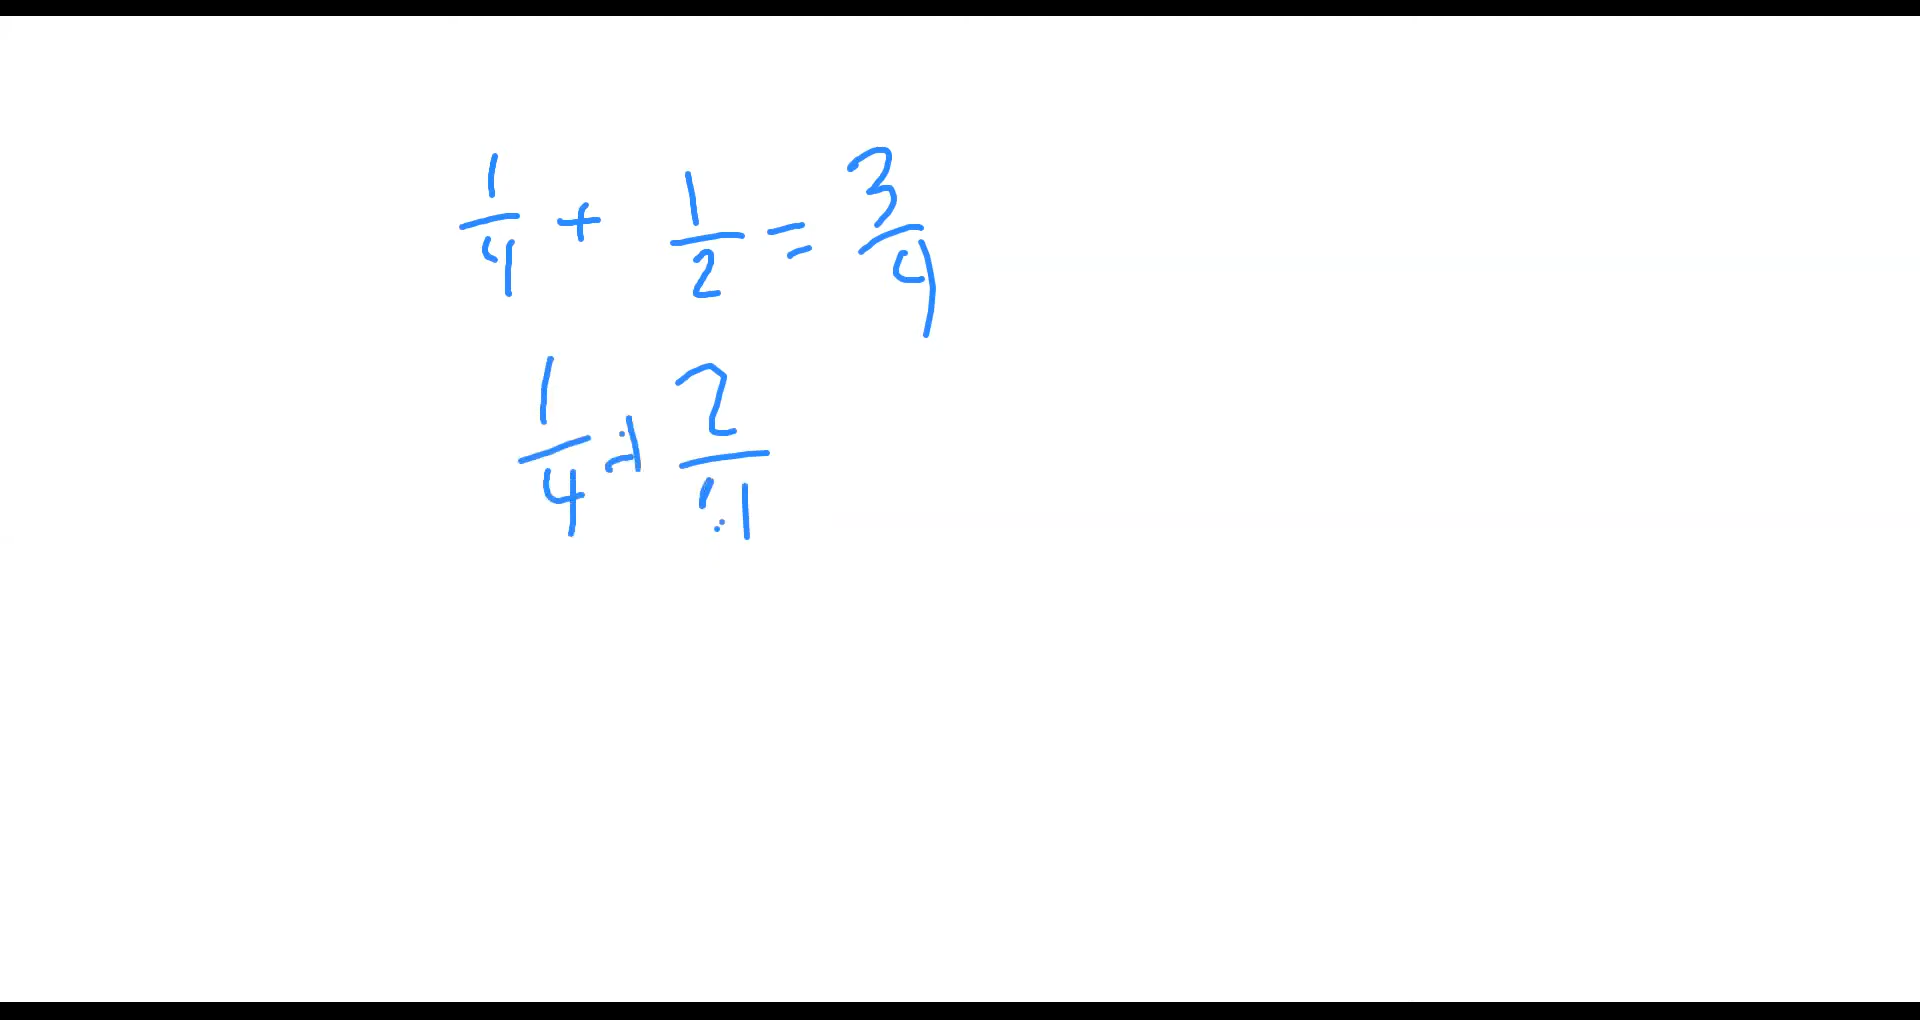 1/4 + 1/2 = 3/4
1/4 + 2/4